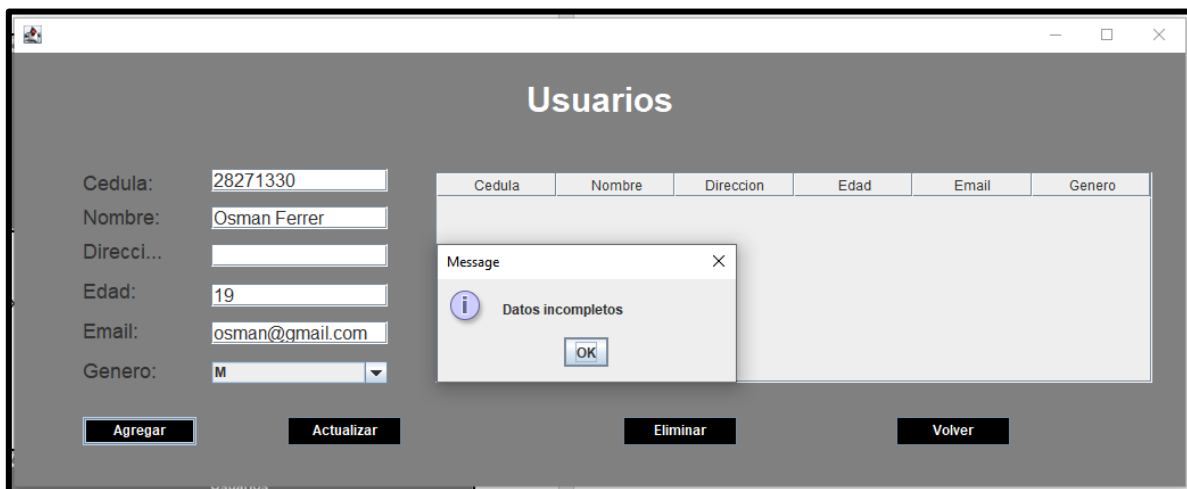 Usuarios
Cedula: 28271330
Nombre: Osman Ferrer
Direcci...
Edad: 19
Email: osman@gmail.com
Genero: M
Cedula Nombre Direccion Edad Email Genero
Message
Datos incompletos
OK
Agregar Actualizar Eliminar Volver